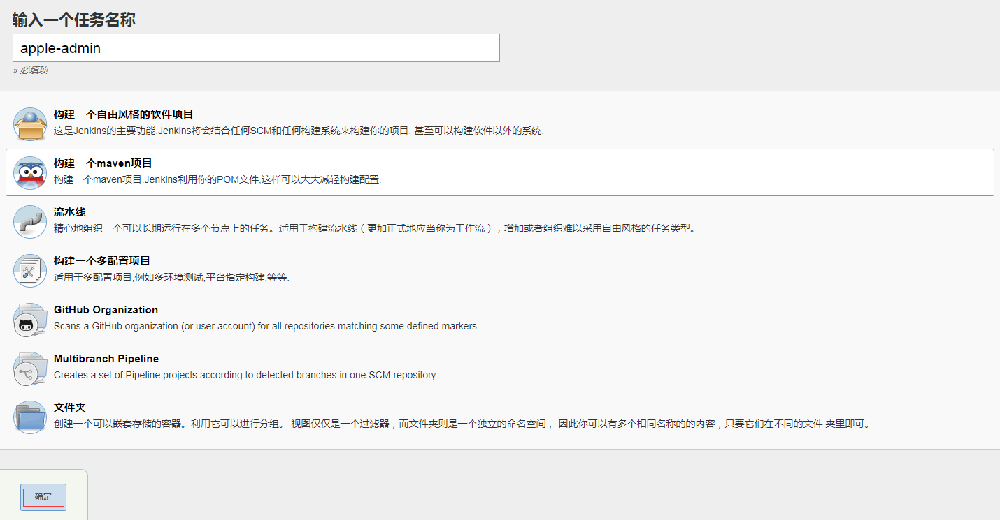 输入一个任务名称
apple-admin
» 必填项
构建一个自由风格的软件项目
这是Jenkins的主要功能.Jenkins将会结合任何SCM和任何构建系统来构建你的项目, 甚至可以构建软件以外的系统.
构建一个maven项目
构建一个maven项目.Jenkins利用你的POM文件,这样可以大大减轻构建配置.
流水线
精心地组织一个可以长期运行在多个节点上的任务。适用于构建流水线（更加正式地应当称为工作流），增加或者组织难以采用自由风格的任务类型。
构建一个多配置项目
适用于多配置项目,例如多环境测试,平台指定构建,等等.
GitHub Organization
Scans a GitHub organization (or user account) for all repositories matching some defined markers.
Multibranch Pipeline
Creates a set of Pipeline projects according to detected branches in one SCM repository.
文件夹
创建一个可以嵌套存储的容器。利用它可以进行分组。 视图仅仅是一个过滤器，而文件夹则是一个独立的命名空间， 因此你可以有多个相同名称的的内容，只要它们在不同的文件 夹里即可。
确定